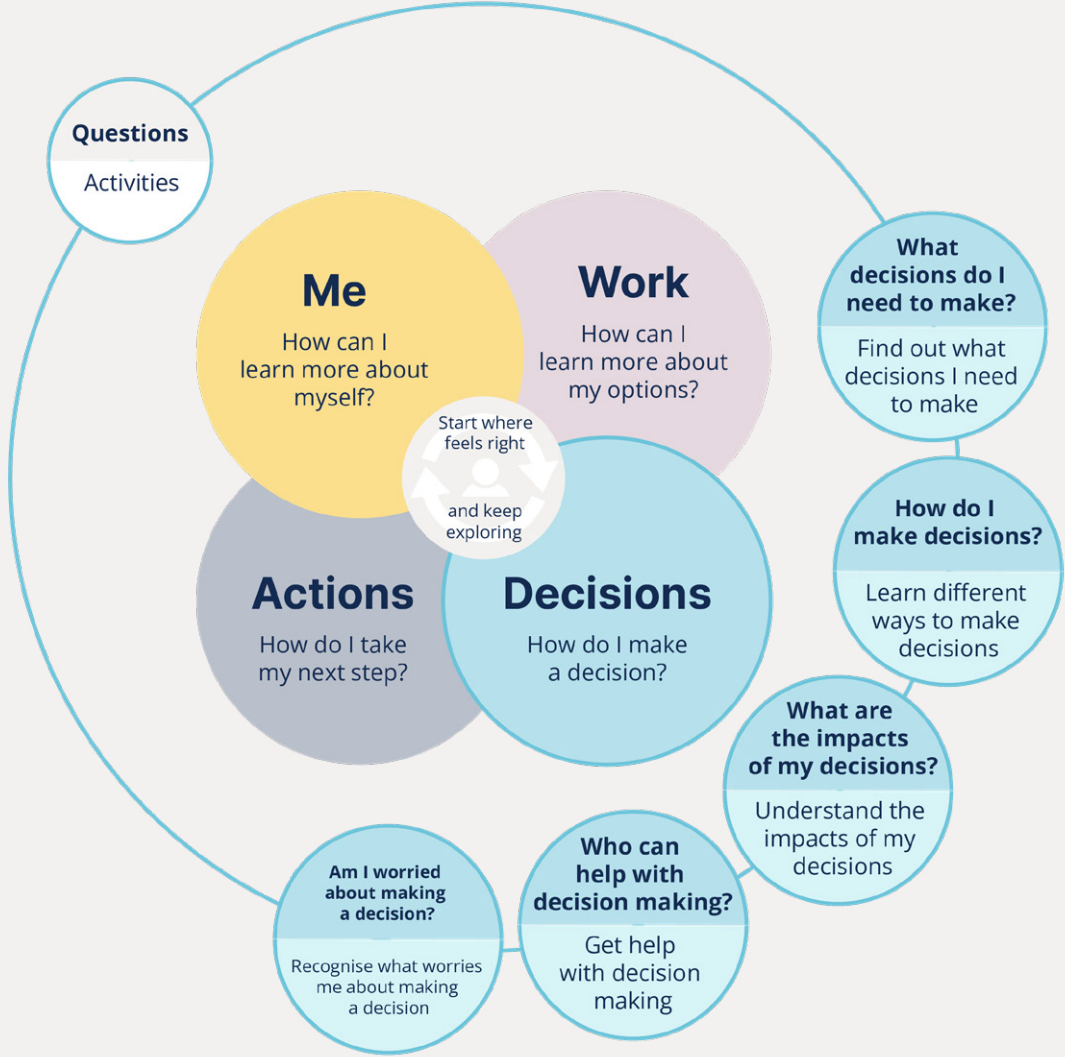 Questions
Activities
Me
How can I
learn more about
myself?
Work
How can I
learn more about
my options?
Start where
feels right
and keep
exploring
Actions
How do I take
my next step?
Decisions
How do I make
a decision?
What
decisions do I
need to make?
Find out what
decisions I need
to make
How do I
make decisions?
Learn different
ways to make
decisions
What are
the impacts
of my decisions?
Understand the
impacts of my
decisions
Who can
help with
decision making?
Get help
with decision
making
Am I worried
about making
a decision?
Recognise what worries
me about making
a decision